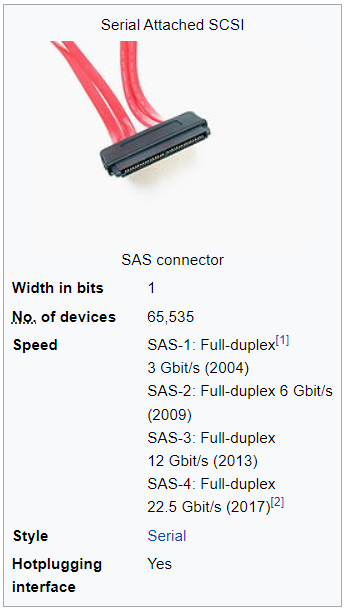 Serial Attached SCSI
SAS connector
Width in bits 1
No. of devices 65,535
Speed SAS-1: Full-duplex[1]
3 Gbit/s (2004)
SAS-2: Full-duplex 6 Gbit/s
(2009)
SAS-3: Full-duplex
12 Gbit/s (2013)
SAS-4: Full-duplex
22.5 Gbit/s (2017)[2]
Style Serial
Hotplugging Yes
interface